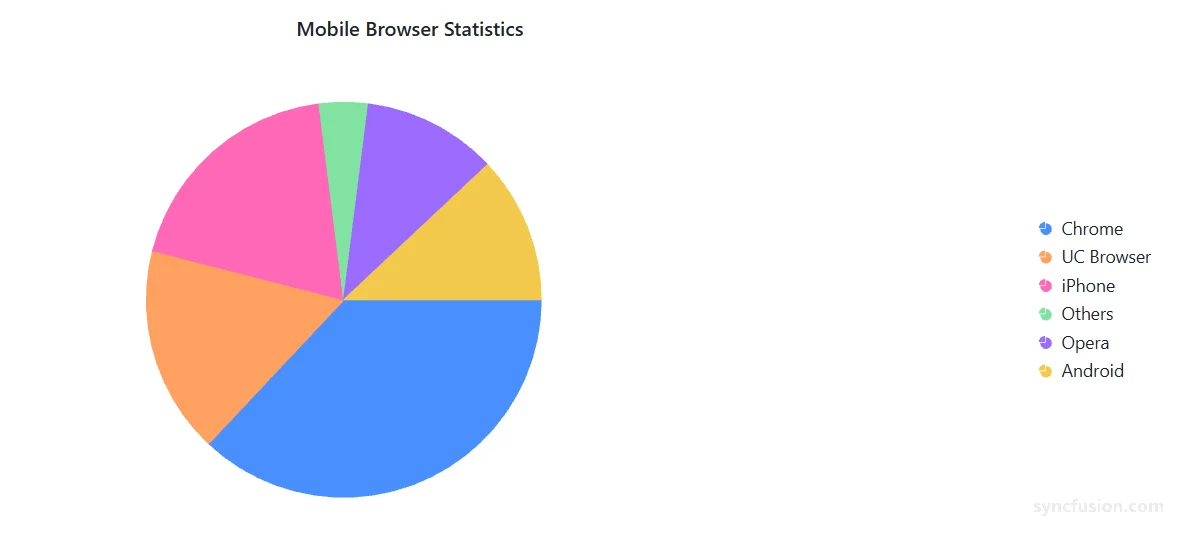 Mobile Browser Statistics
Chrome
UC Browser
iPhone
Others
Opera
Android
syncfusion.com